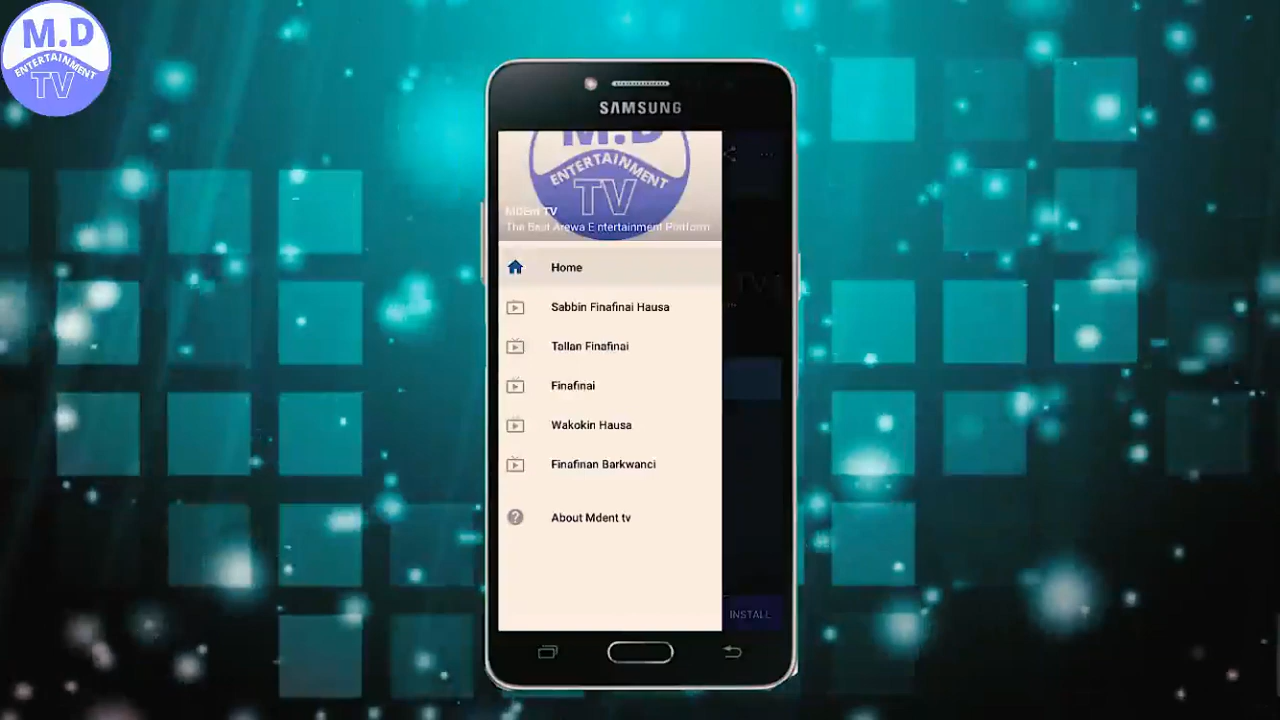 M.D
ENTERTAINMENT
TV
SAMSUNG
M.D
ENTERTAINMENT
TV
MDEnt TV
The Best Arewa Entertainment Platform
Home
Sabbin Finafinai Hausa
Tallan Finafinai
Finafinai
Wakokin Hausa
Finafinan Barkwanci
About Mdent tv
TV
INSTALL